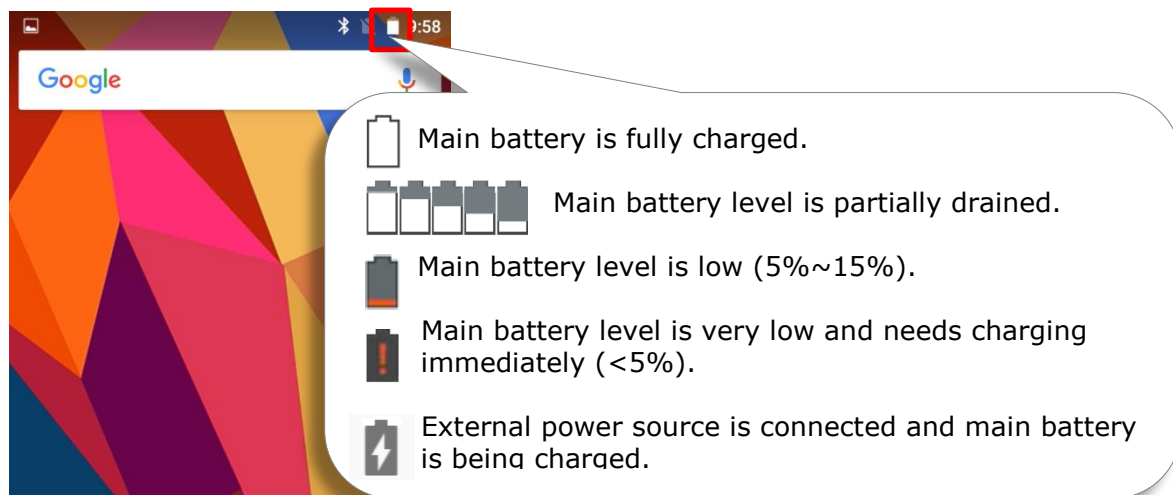 9:58
Google
Main battery is fully charged.
Main battery level is partially drained.
Main battery level is low (5%~15%).
Main battery level is very low and needs charging
immediately (<5%).
External power source is connected and main battery
is being charged.